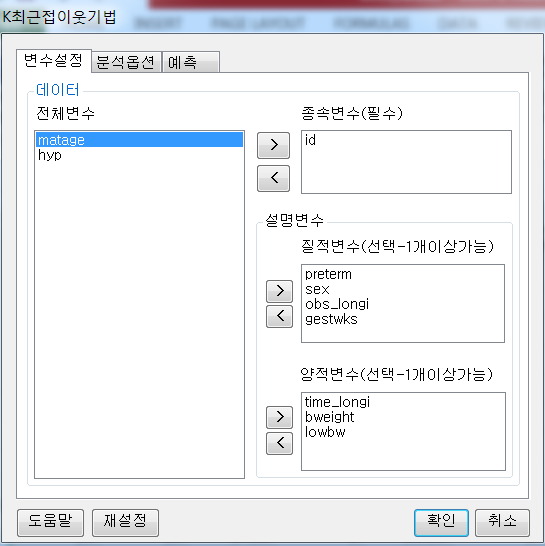 K최근접이웃기법
INSERT PAGE LAYOUT FORMULAS DATA
변수설정 분석옵션 예측
데이터
전체변수
matage
hyp
>
<
종속변수(필수)
id
설명변수
질적변수(선택-1개이상가능)
preterm
sex
obs_longi
gestwks
>
<
양적변수(선택-1개이상가능)
time_longi
bweight
lowbw
>
<
도움말 재설정 확인 취소